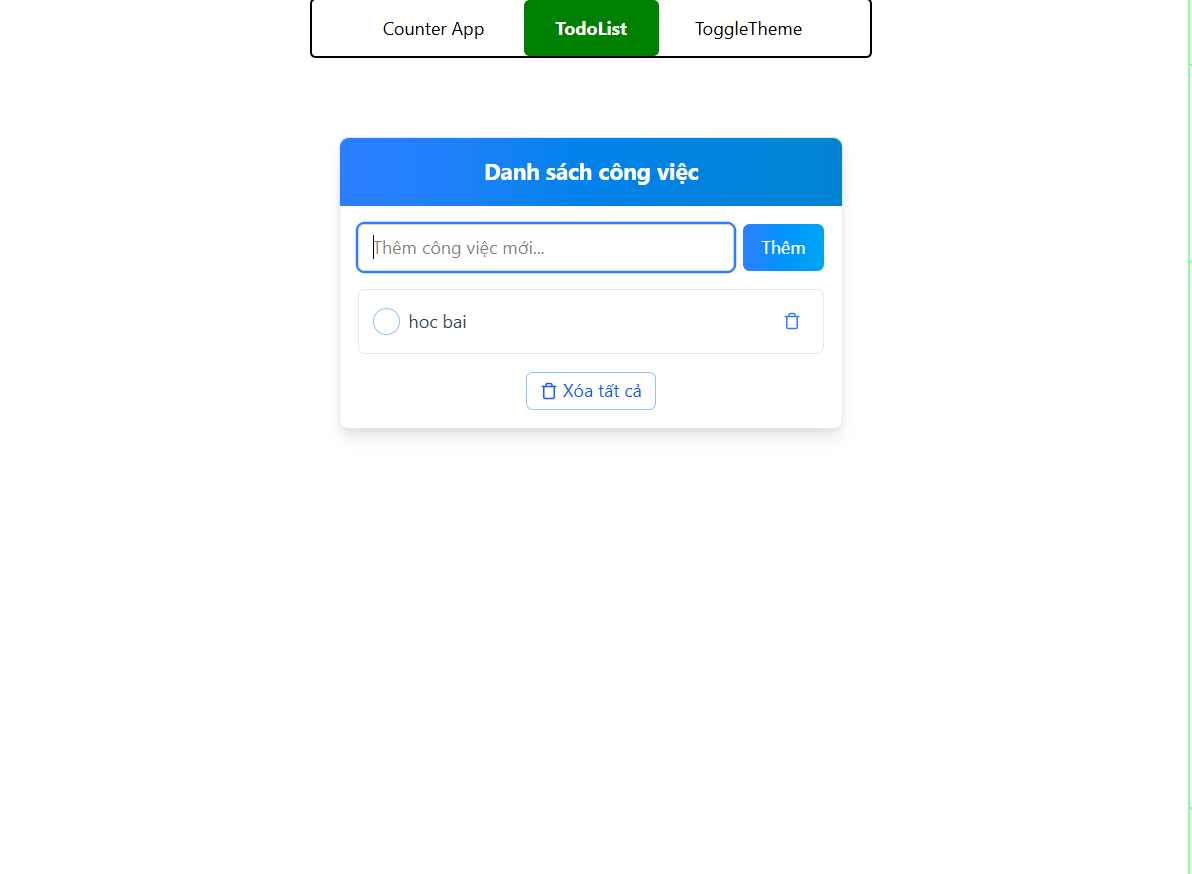 Counter App TodoList ToggleTheme
Danh sách công việc
Thêm công việc mới... Thêm
hoc bai
Xóa tất cả